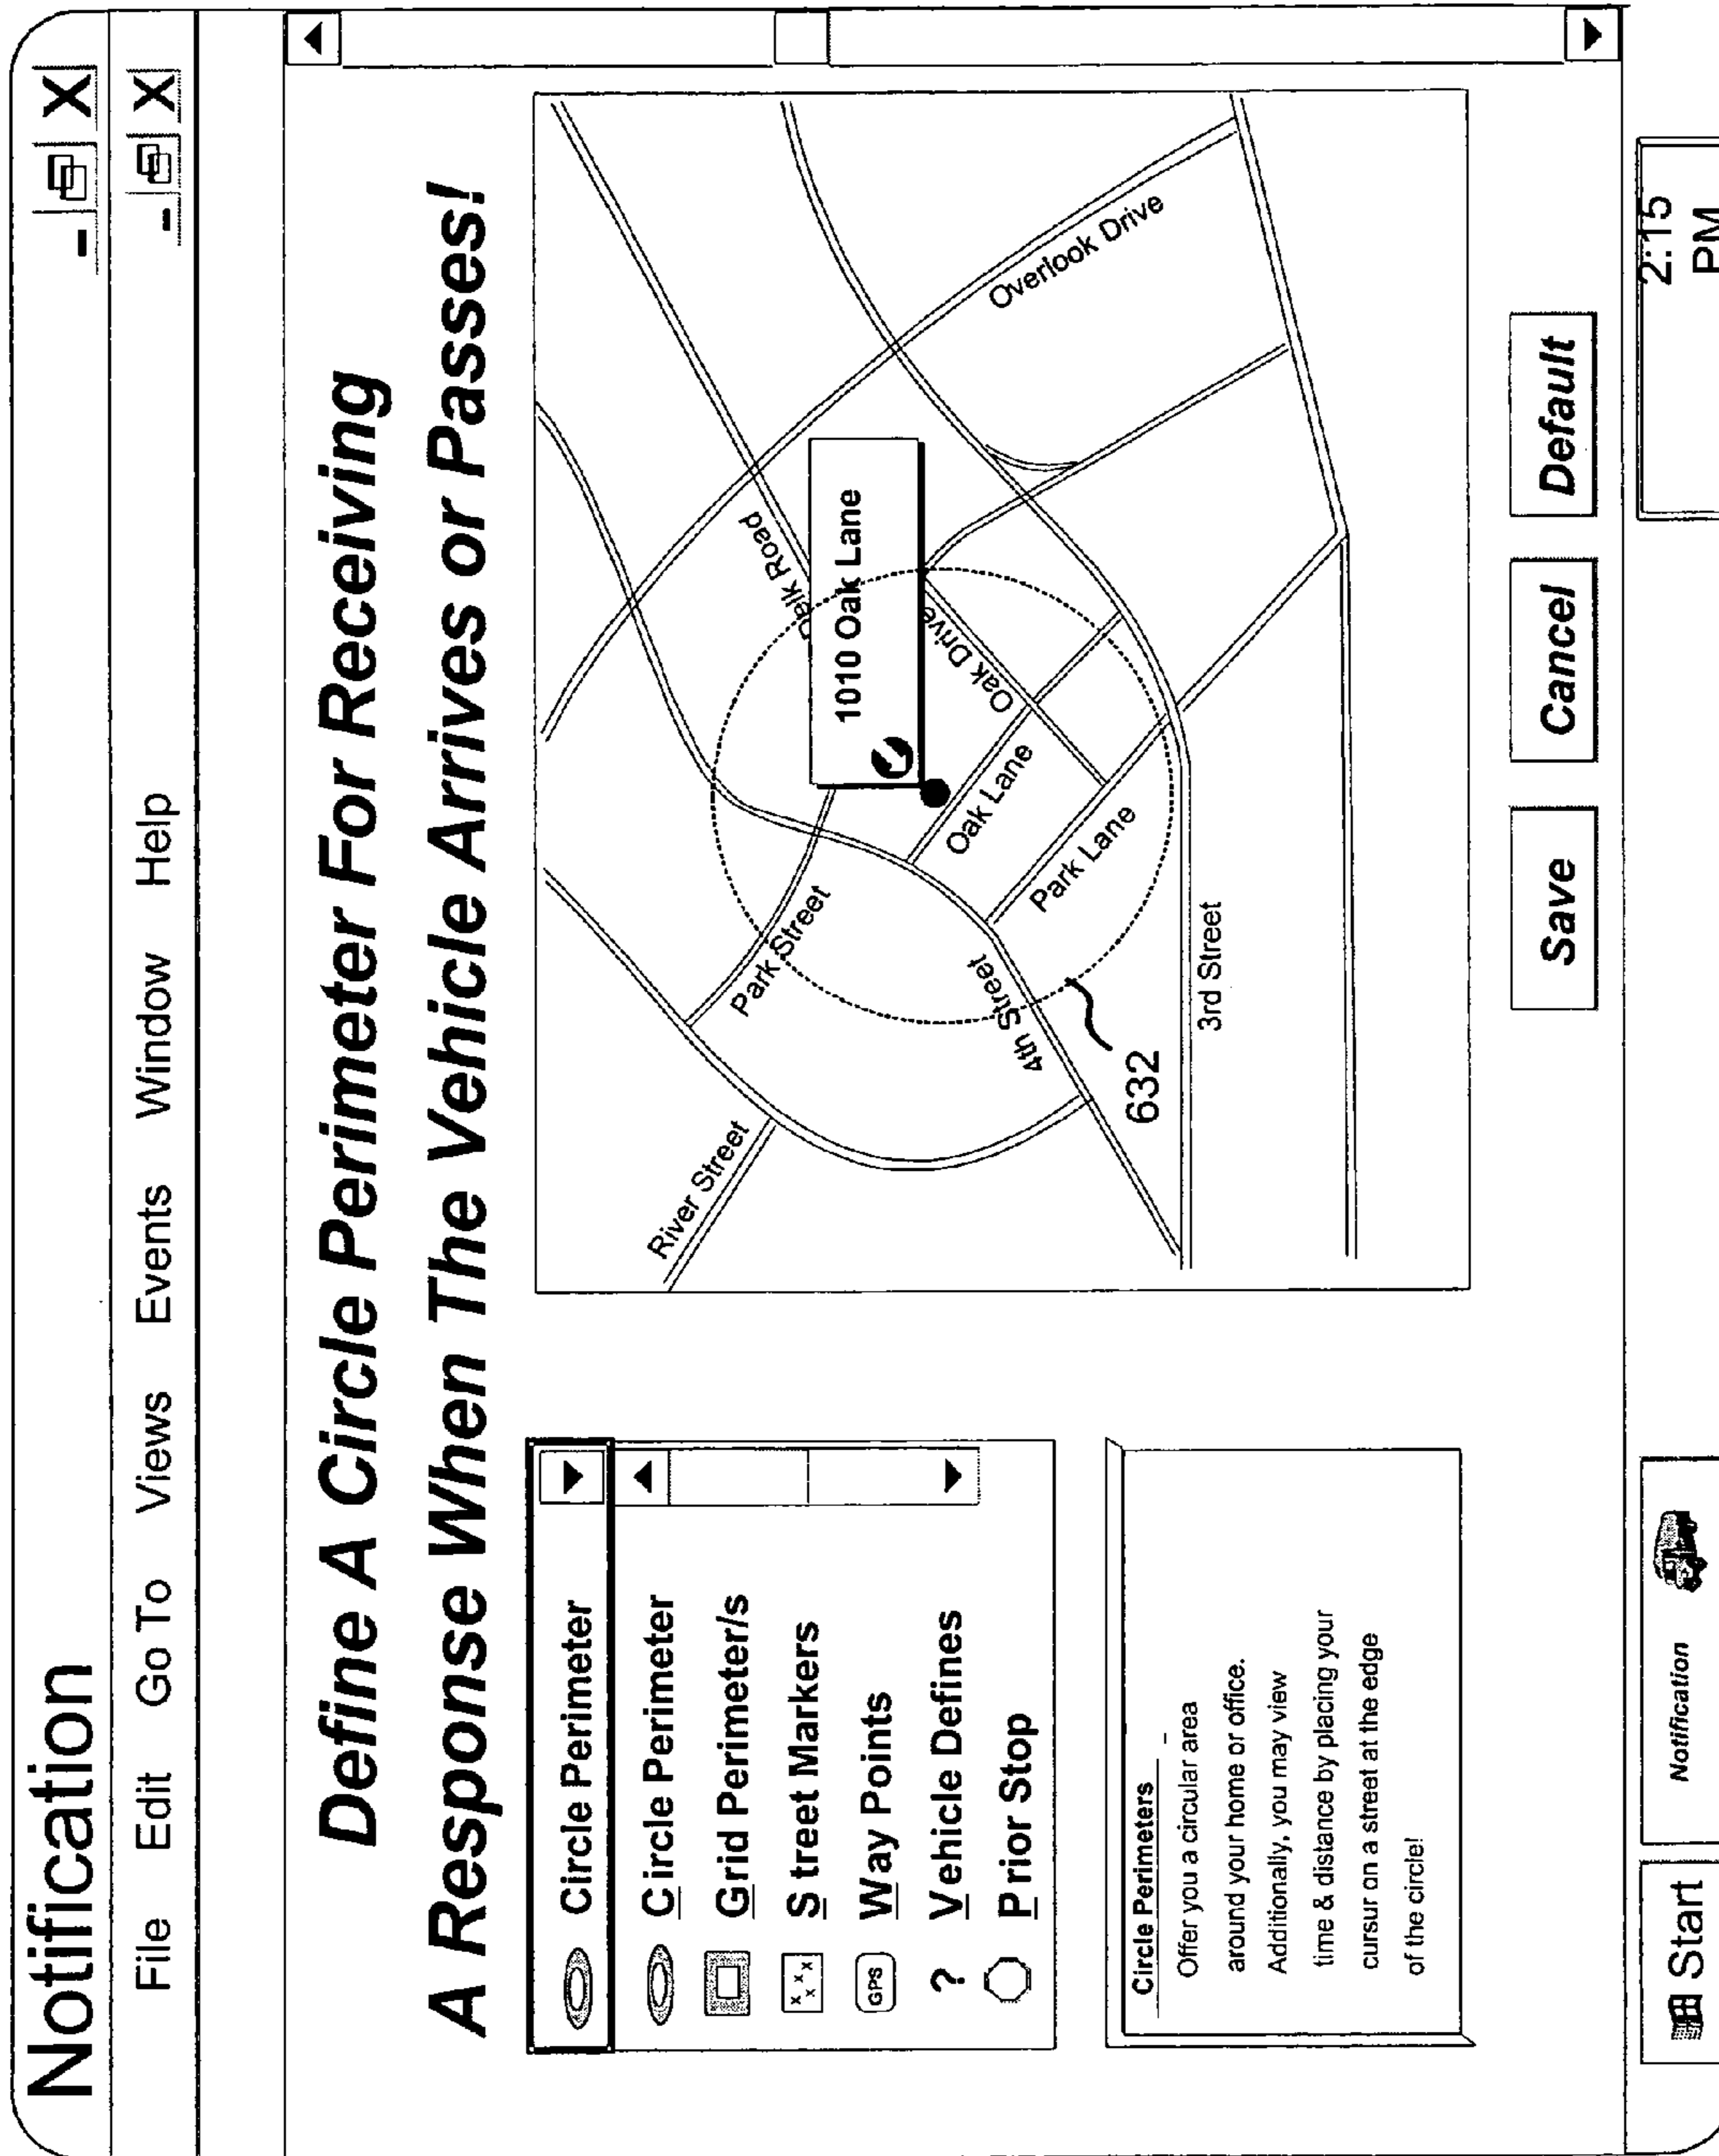 Notification
File Edit Go To Views Events Window Help
Define A Circle Perimeter For Receiving
A Response When The Vehicle Arrives or Passes!
Circle Perimeter
Circle Perimeter
Grid Perimeter/s
S treet Markers
GPS Way Points
? Vehicle Defines
Prior Stop
Circle Perimeters
Offer you a circular area
around your home or office.
Additionally, you may view
time & distance by placing your
cursur on a street at the edge
of the circle!
River Street
Park Street
4th Street
632
3rd Street
Park Lane
Oak Lane
Oak Drive
1010 Oak Lane
Road
Overlook Drive
Save Cancel Default
Start
Notification
2:15
PM